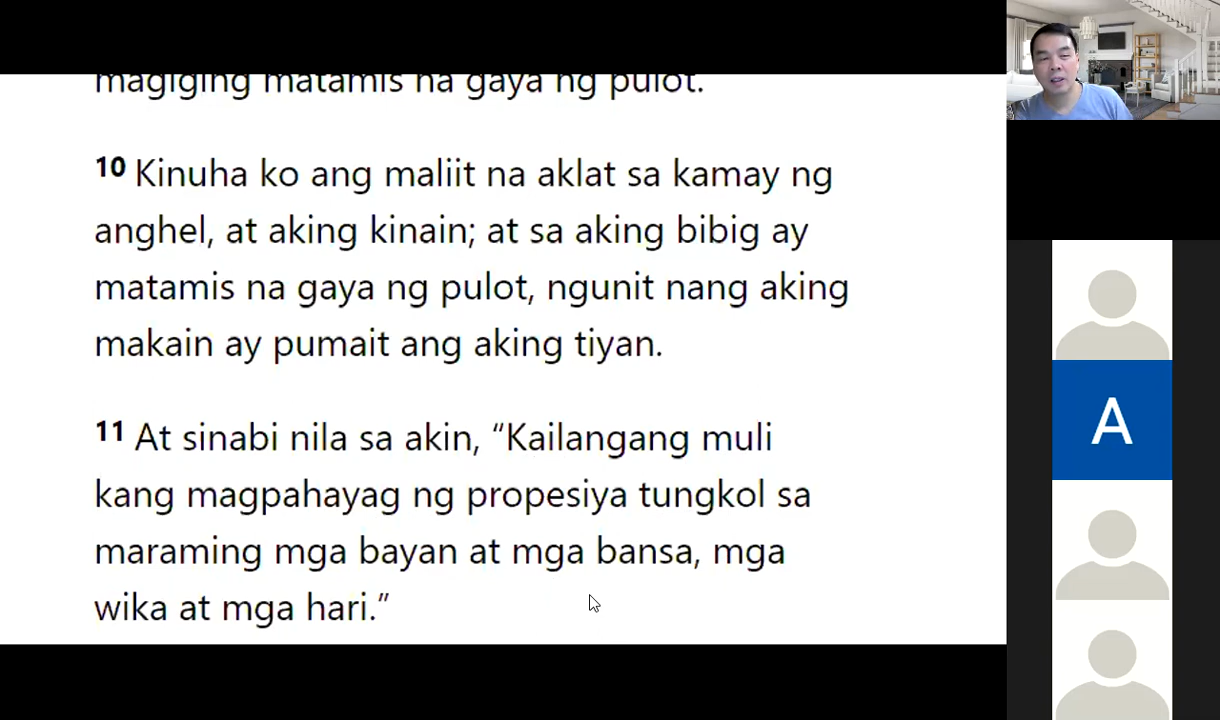 magiging matamis na gaya ng pulot.
10 Kinuha ko ang maliit na aklat sa kamay ng
anghel, at aking kinain; at sa aking bibig ay
matamis na gaya ng pulot, ngunit nang aking
makain ay pumait ang aking tiyan.
11 At sinabi nila sa akin, “Kailangang muli
kang magpahayag ng propesiya tungkol sa
maraming mga bayan at mga bansa, mga
wika at mga hari.”
A